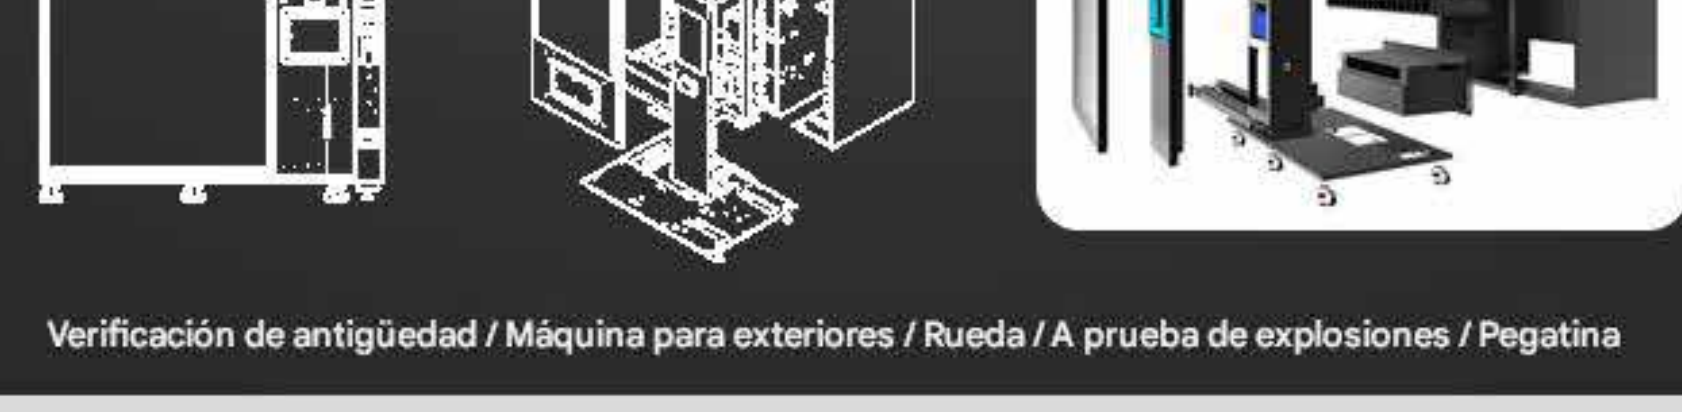 Verificación de antigüedad / Máquina para exteriores / Rueda / A prueba de explosiones / Pegatina